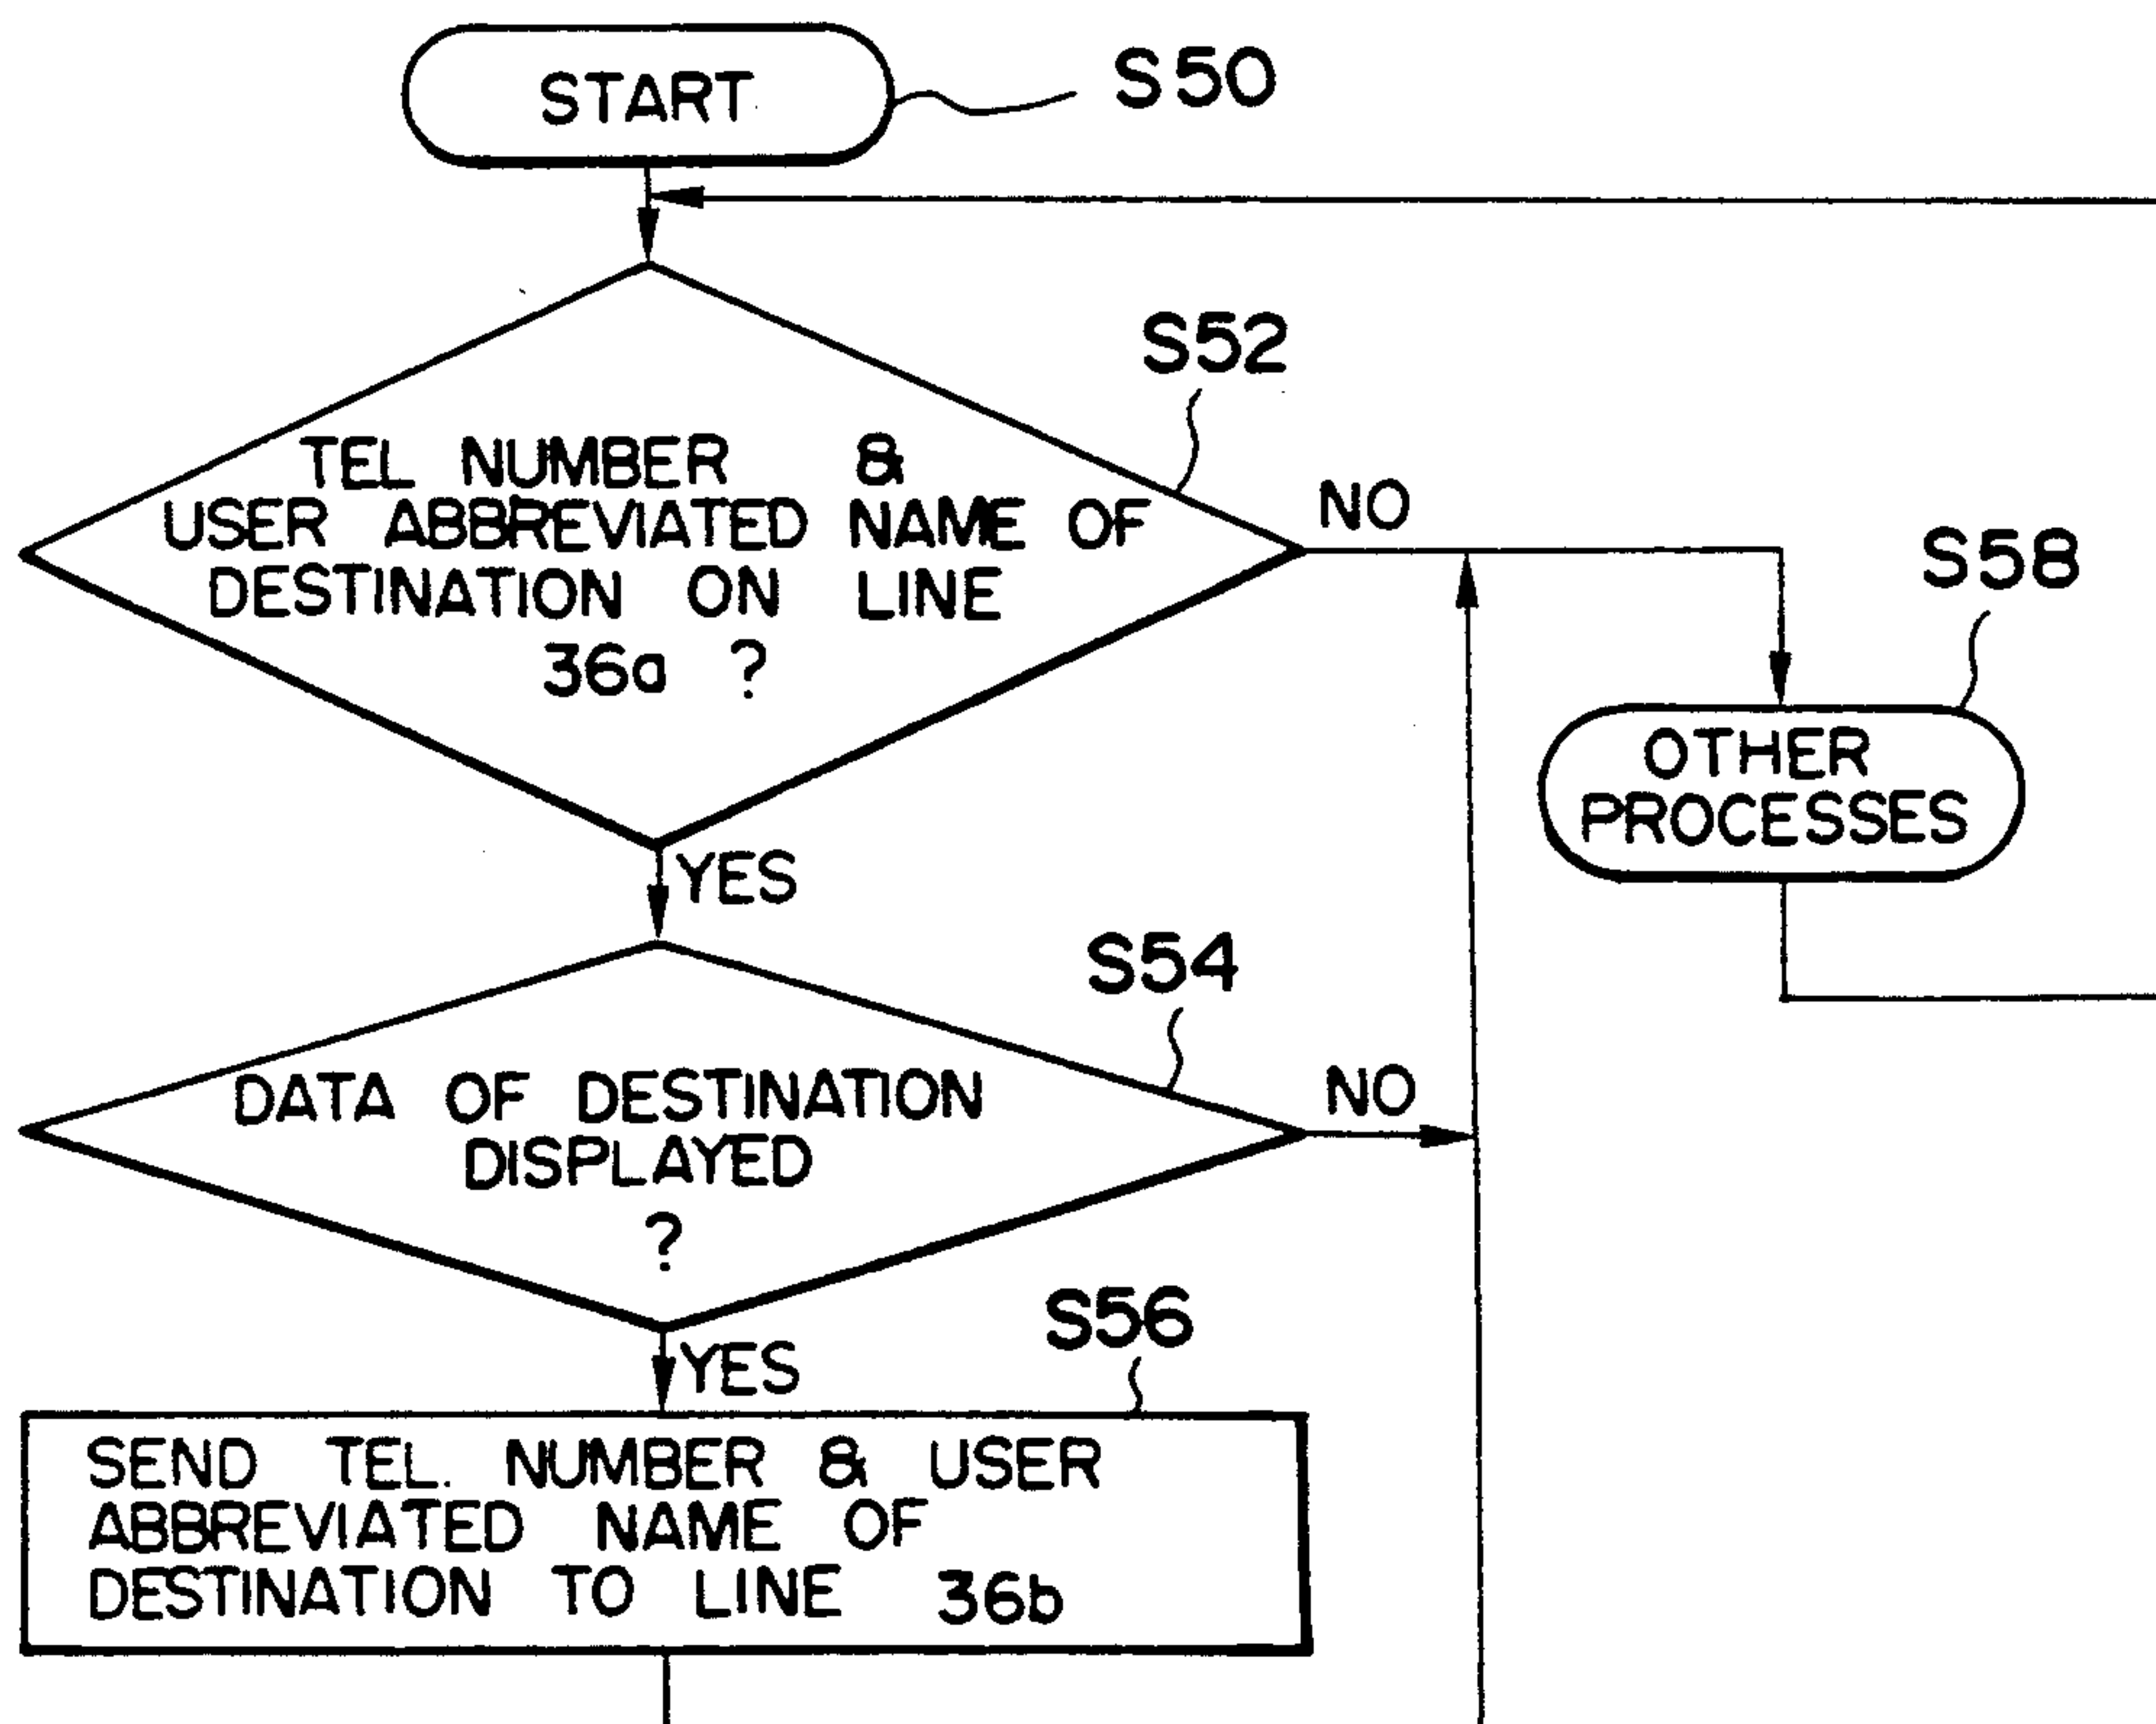 START
S50
S52
TEL NUMBER &
USER ABBREVIATED NAME OF
DESTINATION ON LINE
36a ?
NO
S58
OTHER
PROCESSES
YES
S54
DATA OF DESTINATION
DISPLAYED
?
NO
YES
S56
SEND TEL. NUMBER & USER
ABBREVIATED NAME OF
DESTINATION TO LINE 36b